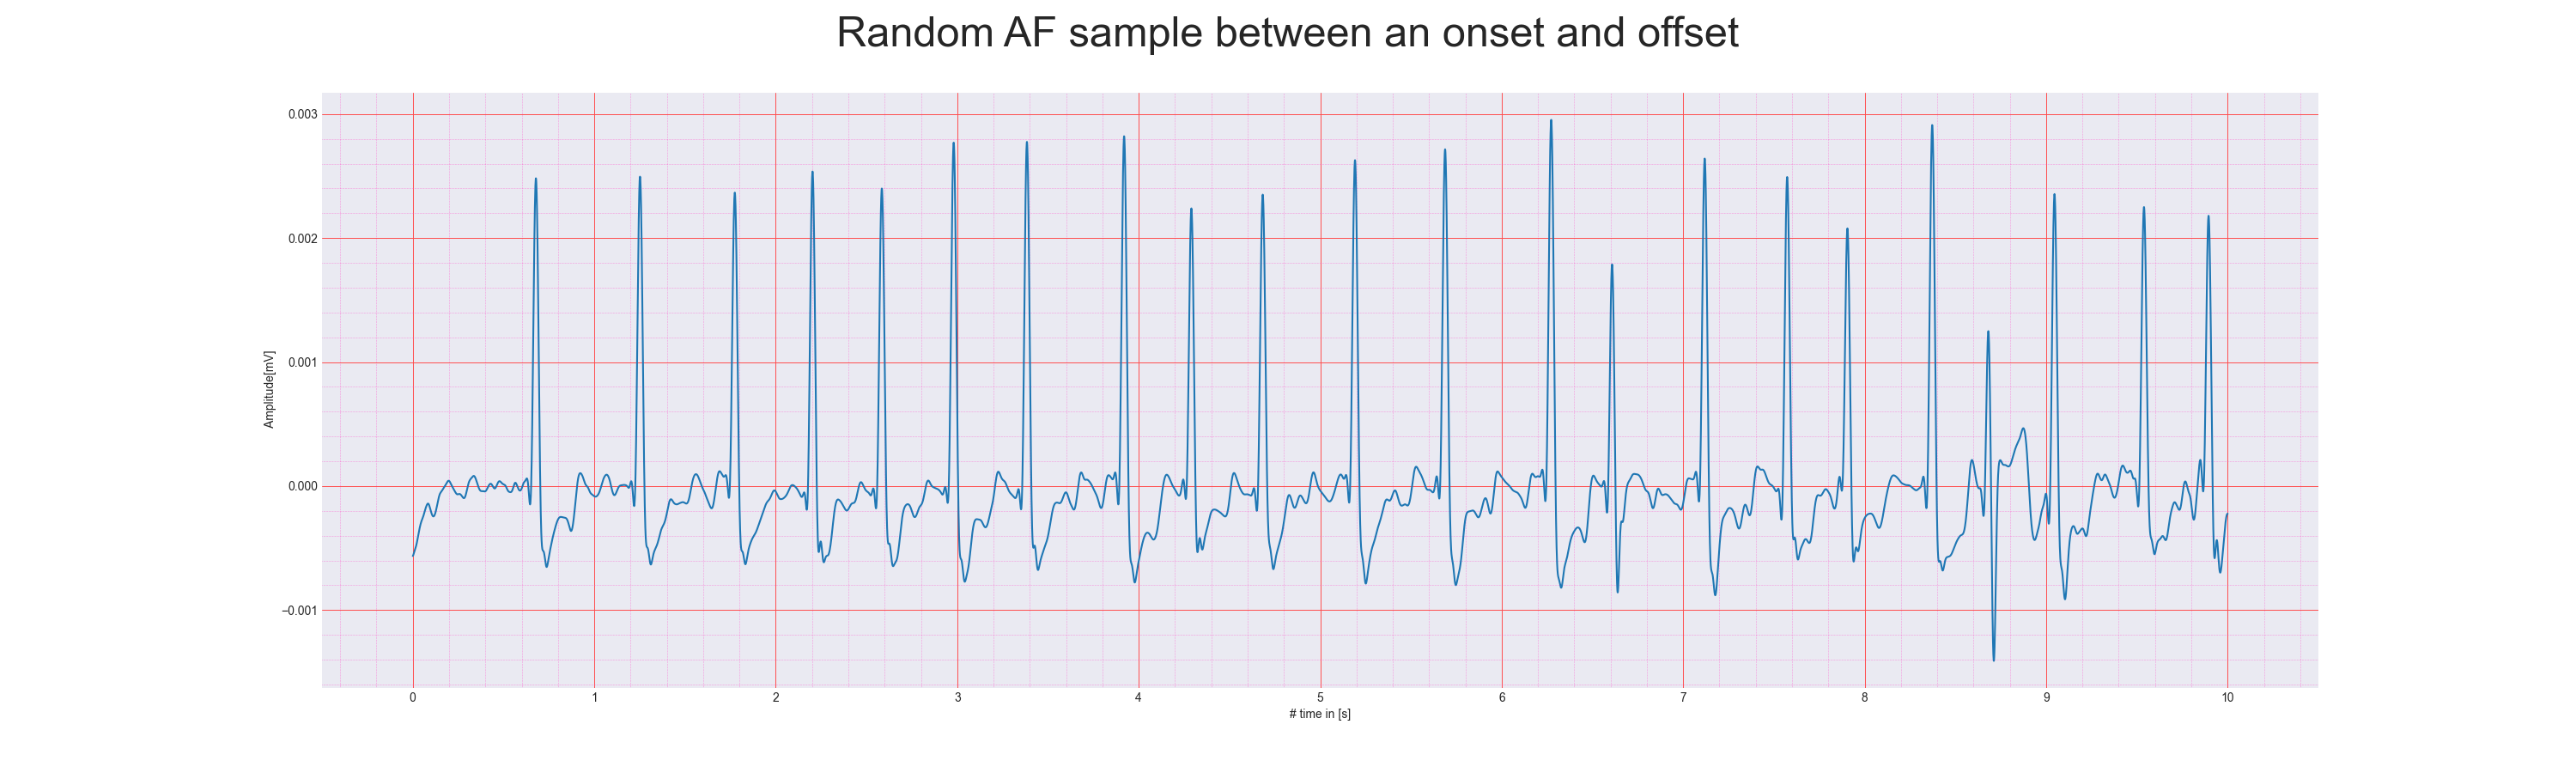 Random AF sample between an onset and offset
0.003
0.002
0.001
0.000
−0.001
Amplitude[mV]
0 1 2 3 4 5 6 7 8 9 10
# time in [s]